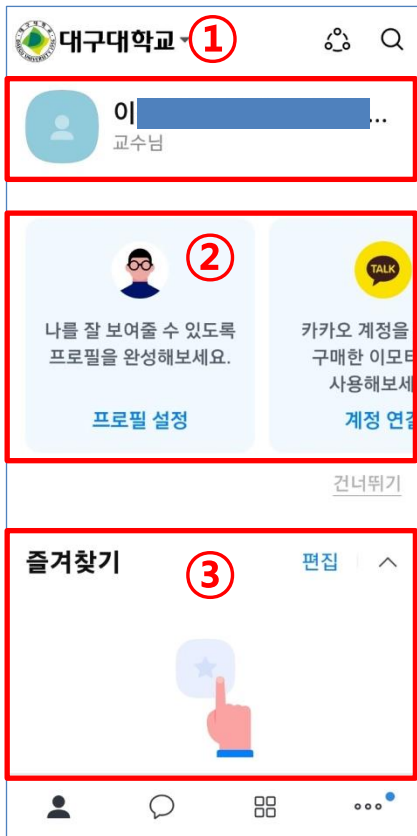 대구대학교 ①
이 ...
교수님
②
나를 잘 보여줄 수 있도록
프로필을 완성해보세요.
프로필 설정
TALK
카카오 계정을
구매한 이모
사용해보세
계정 연
건너뛰기
즐겨찾기 ③ 편집